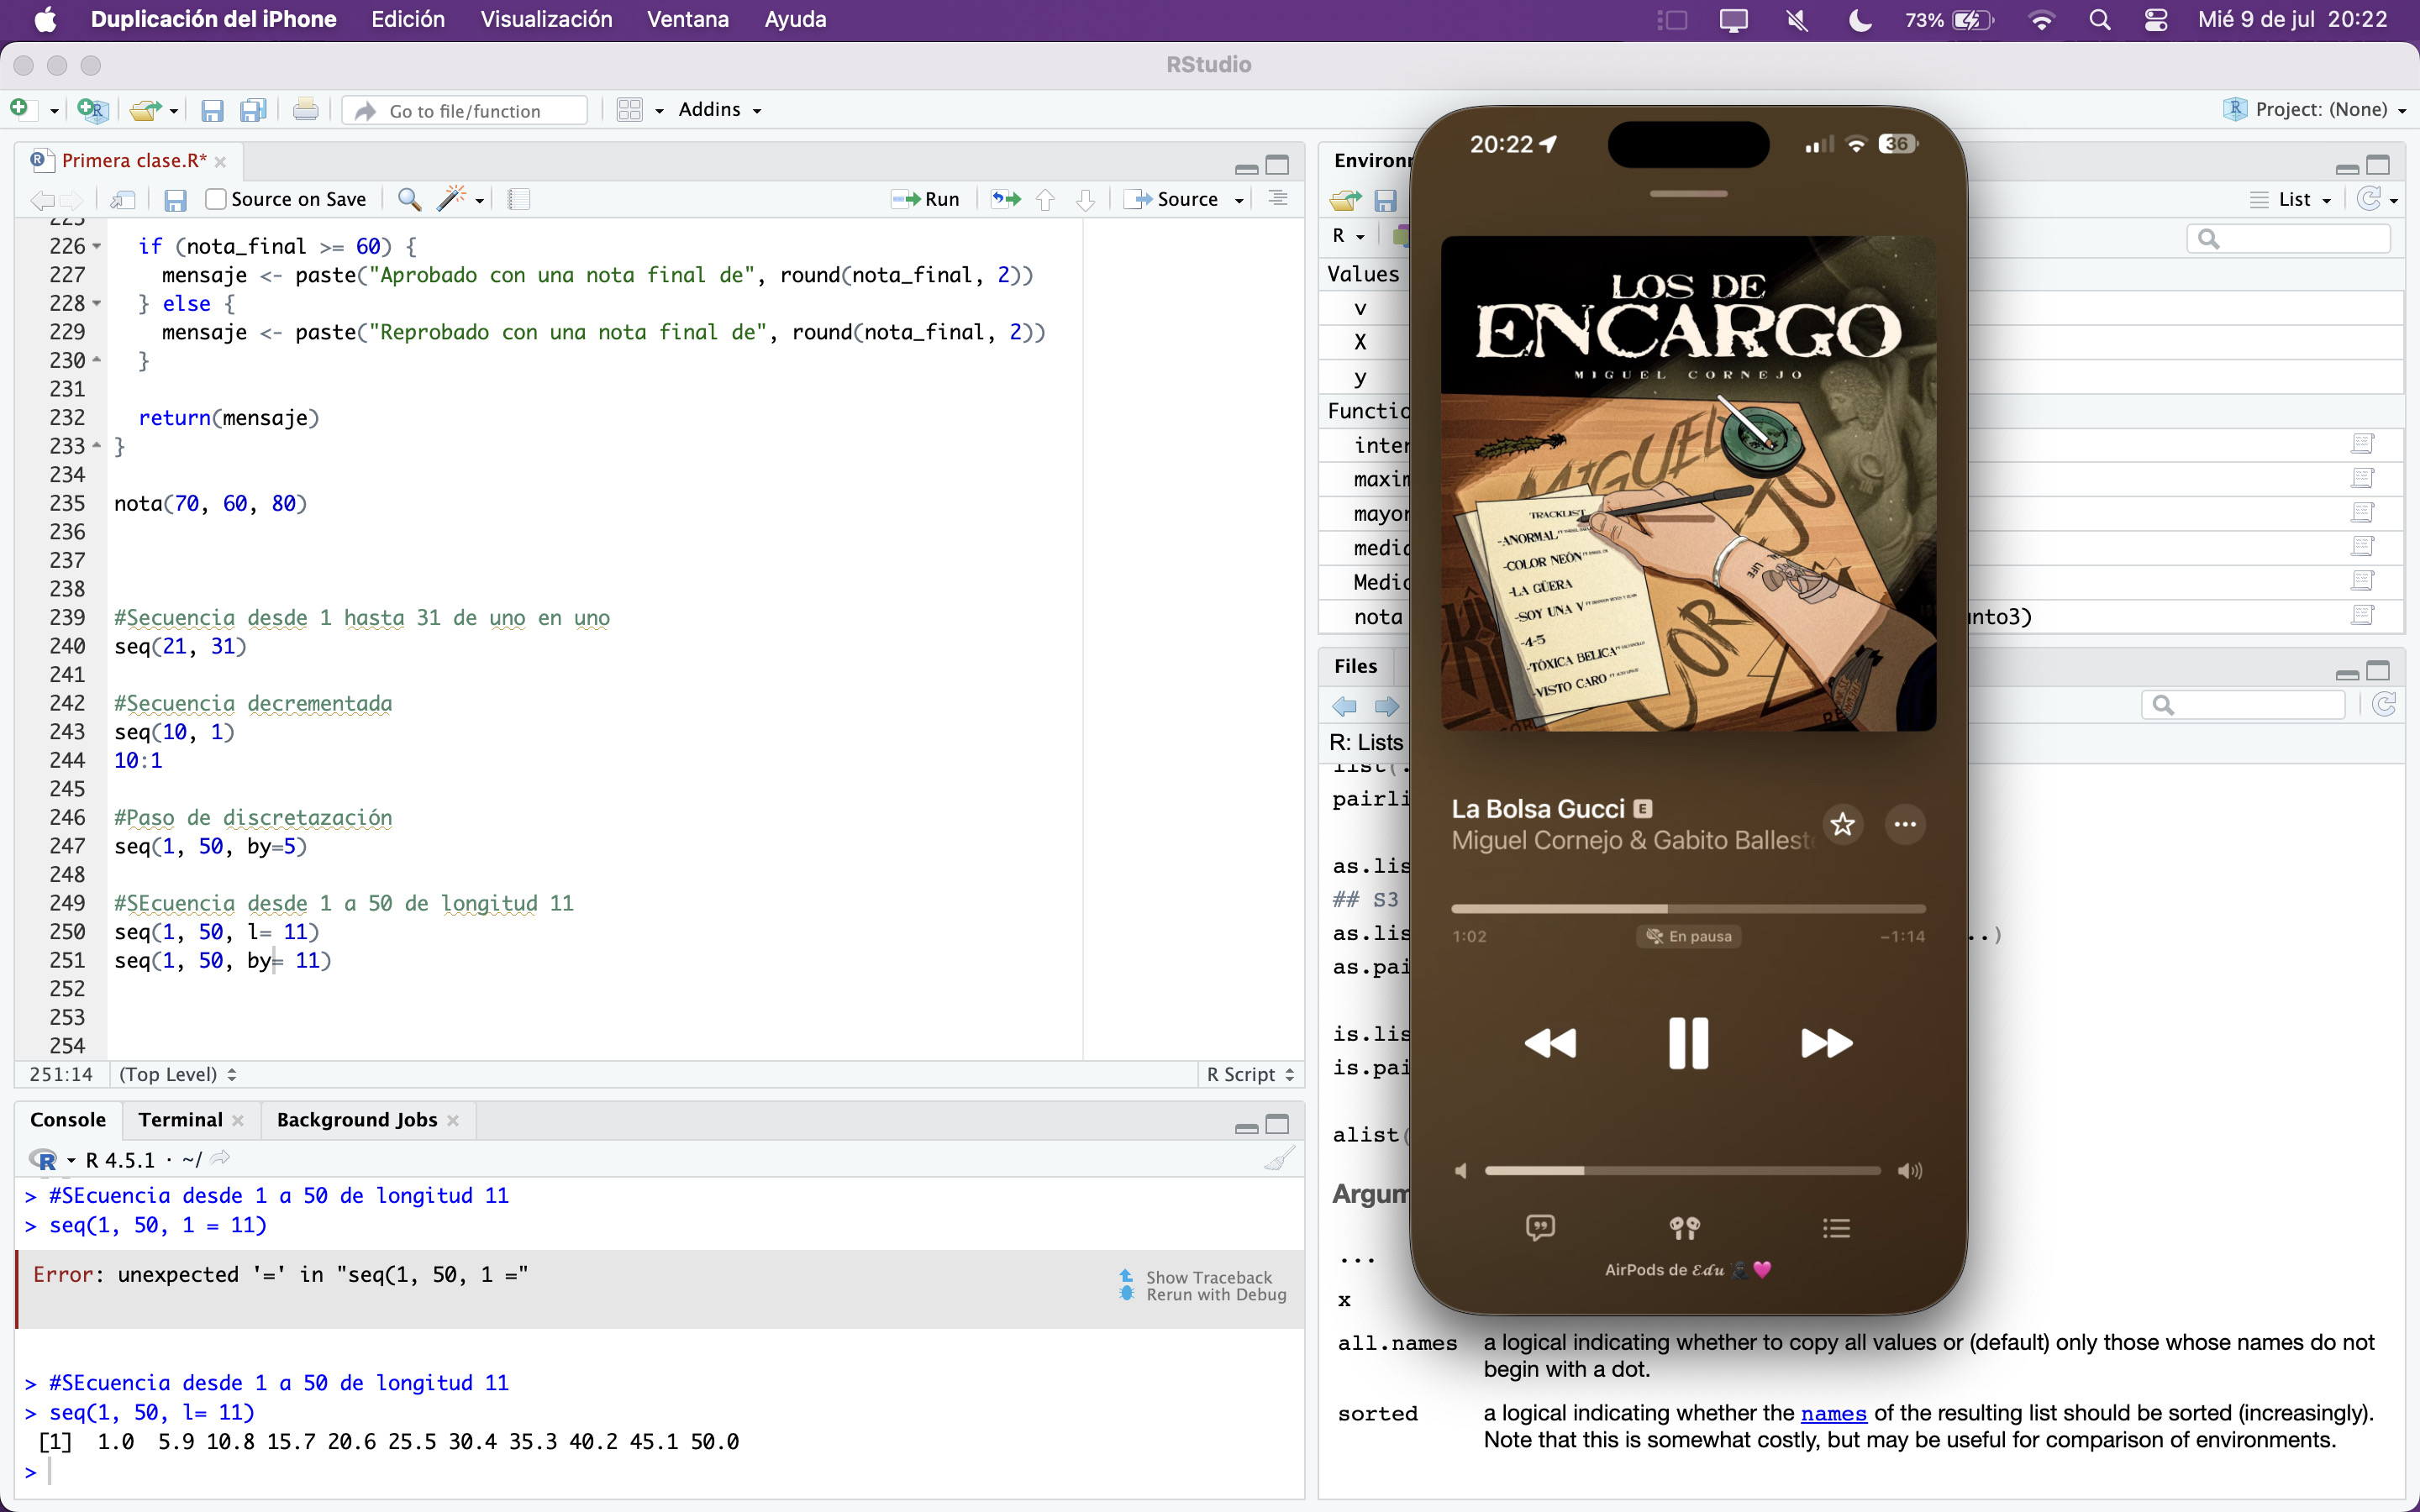 Duplicación del iPhone Edición Visualización Ventana Ayuda 73% Mié 9 de jul 20:22
RStudio
Go to file/function Addins Project: (None)
Primera clase.R*
Source on Save Run Source
225
226 if (nota_final >= 60) {
227 mensaje <- paste("Aprobado con una nota final de", round(nota_final, 2))
228 } else {
229 mensaje <- paste("Reprobado con una nota final de", round(nota_final, 2))
230 }
231
232 return(mensaje)
233 }
234
235 nota(70, 60, 80)
236
237
238
239 #Secuencia desde 1 hasta 31 de uno en uno
240 seq(21, 31)
241
242 #Secuencia decrementada
243 seq(10, 1)
244 10:1
245
246 #Paso de discretazación
247 seq(1, 50, by=5)
248
249 #SEcuencia desde 1 a 50 de longitud 11
250 seq(1, 50, l= 11)
251 seq(1, 50, by= 11)
252
253
254
251:14 (Top Level) R Script
Console Terminal Background Jobs
R 4.5.1 · ~/
> #SEcuencia desde 1 a 50 de longitud 11
> seq(1, 50, 1 = 11)
Error: unexpected '=' in "seq(1, 50, 1 ="
Show Traceback
Rerun with Debug
> #SEcuencia desde 1 a 50 de longitud 11
> seq(1, 50, l= 11)
[1] 1.0 5.9 10.8 15.7 20.6 25.5 30.4 35.3 40.2 45.1 50.0
>
Environ
List
R
Values
v
X
y
Functio
inter
maxim
mayor
media
Medic
nota nto3)
Files
R: Lists
list(.
pairli
as.lis
## S3
as.lis ..)
as.pai
is.lis
is.pai
alist(
Argum
...
x
all.names a logical indicating whether to copy all values or (default) only those whose names do not
begin with a dot.
sorted a logical indicating whether the names of the resulting list should be sorted (increasingly).
Note that this is somewhat costly, but may be useful for comparison of environments.
20:22 36
LOS DE
ENCARGO
MIGUEL CORNEJO
MIGUEL
TRACKLIST
-ANORMAL
-COLOR NEÓN
-LA GÜERA
-SOY UNA V
-4-5
-TÓXICA BELICA
-VISTO CARO
LIFE
La Bolsa Gucci E
Miguel Cornejo & Gabito Balleste
1:02 En pausa −1:14
AirPods de Edu